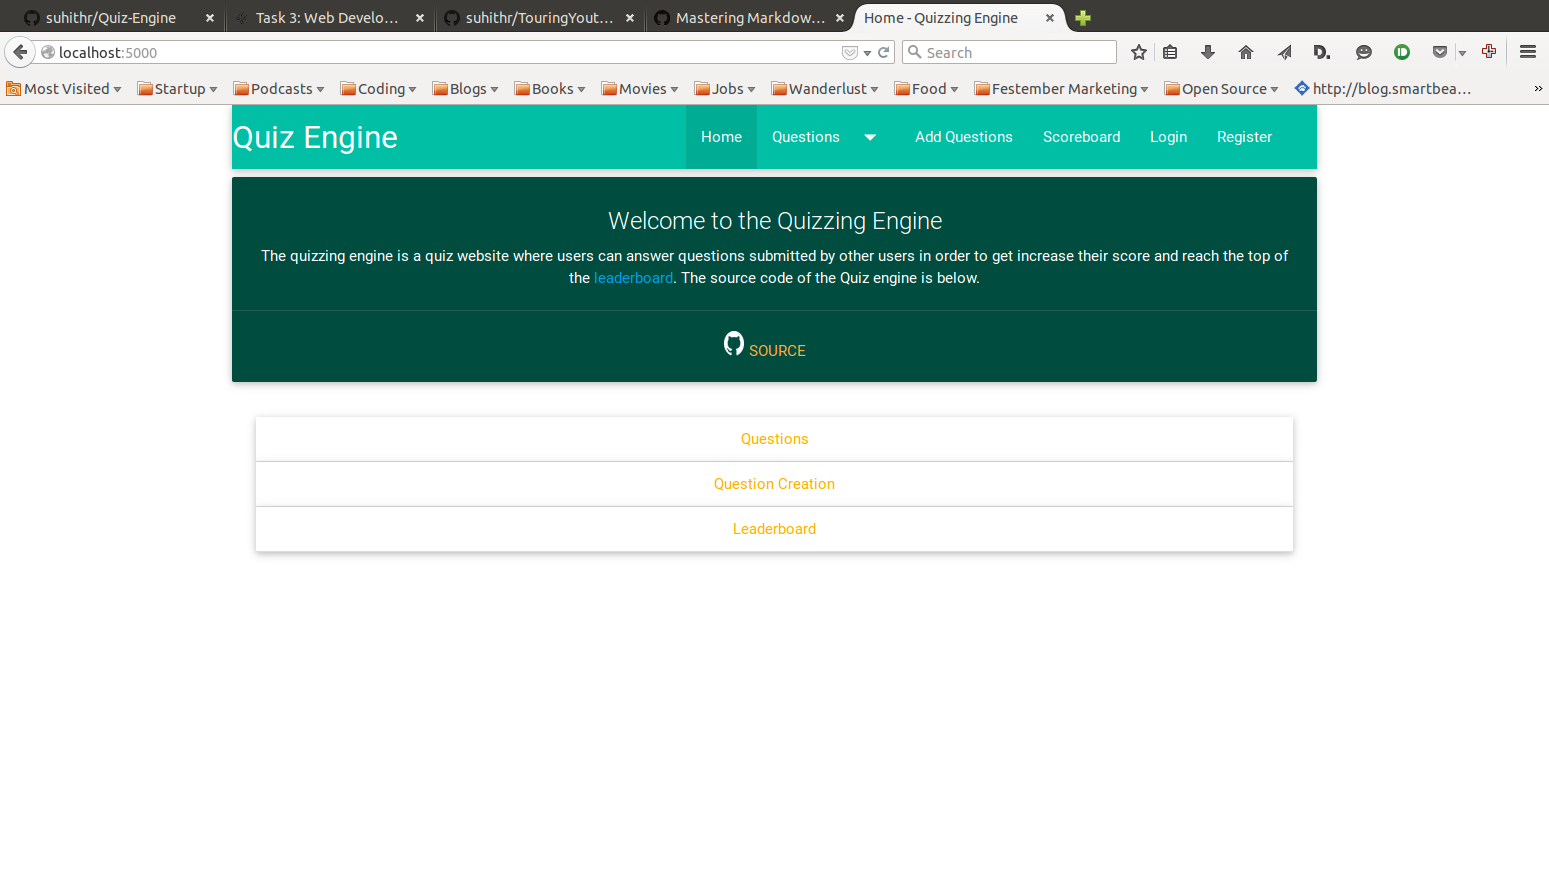 suhithr/Quiz-Engine
Task 3: Web Develo...
suhithr/TouringYout...
Mastering Markdow...
Home - Quizzing Engine
localhost:5000
Search
Most Visited
Startup
Podcasts
Coding
Blogs
Books
Movies
Jobs
Wanderlust
Food
Festember Marketing
Open Source
http://blog.smartbea...
Quiz Engine
Home
Questions
Add Questions
Scoreboard
Login
Register
Welcome to the Quizzing Engine
The quizzing engine is a quiz website where users can answer questions submitted by other users in order to get increase their score and reach the top of
the leaderboard. The source code of the Quiz engine is below.
SOURCE
Questions
Question Creation
Leaderboard